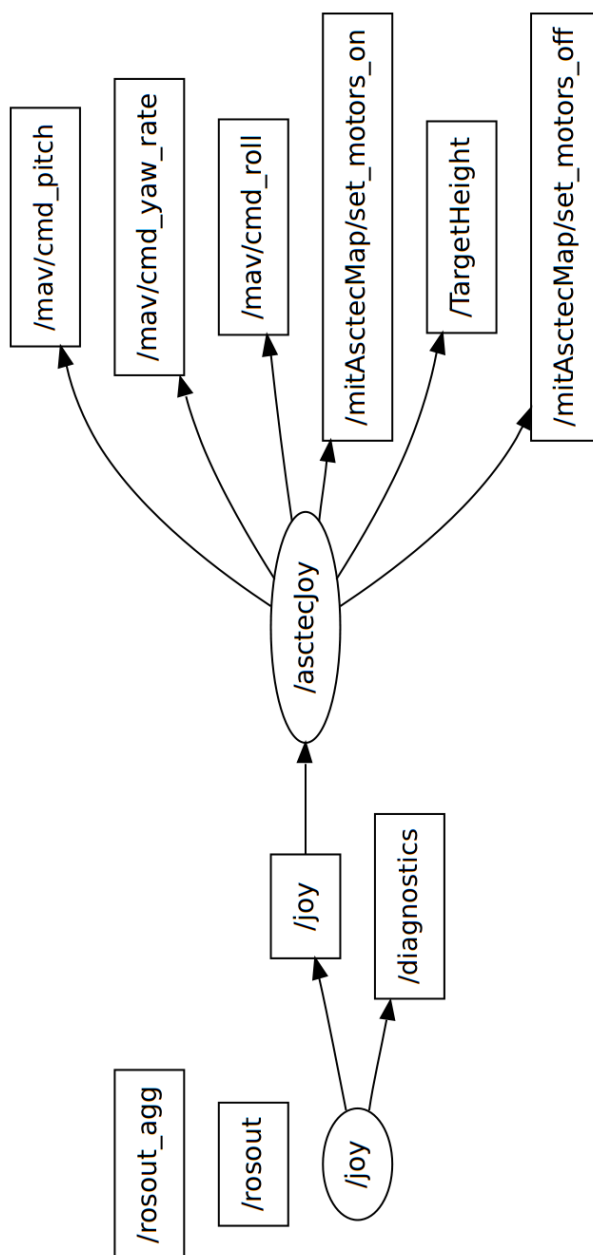 /rosout_agg
/rosout
/joy
/joy
/diagnostics
/asctecJoy
/mav/cmd_pitch
/mav/cmd_yaw_rate
/mav/cmd_roll
/mitAsctecMap/set_motors_on
/TargetHeight
/mitAsctecMap/set_motors_off